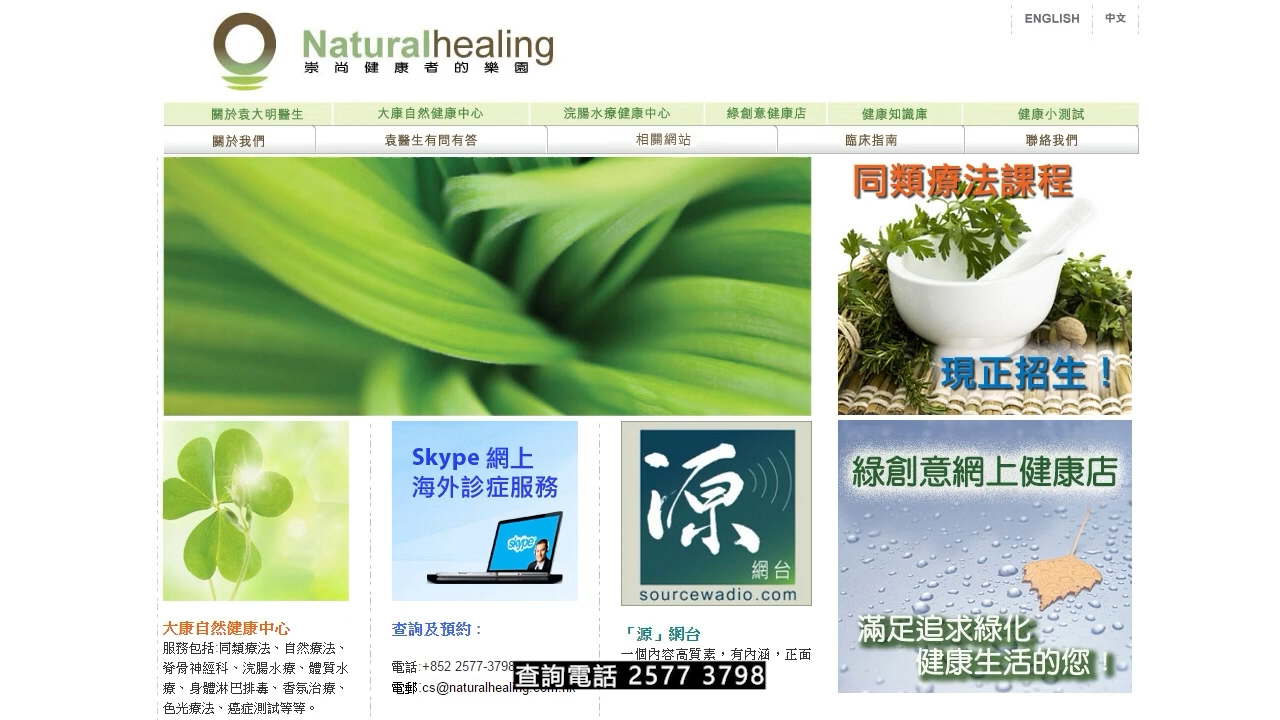 ENGLISH 中文
Naturalhealing
崇尚健康者的樂園
關於袁大明醫生 大康自然健康中心 浣腸水療健康中心 綠創意健康店 健康知識庫 健康小測試
關於我們 袁醫生有問有答 相關網站 臨床指南 聯絡我們
同類療法課程
現正招生！
Skype 網上
海外診症服務
skype
源
網台
sourcewadio.com
綠創意網上健康店
滿足追求綠化
健康生活的您！
大康自然健康中心
服務包括:同類療法、自然療法、
脊骨神經科、浣腸水療、體質水
療、身體淋巴排毒、香氛治療、
色光療法、癌症測試等等。
查詢及預約：
電話:+852 2577-3798
電郵:cs@naturalhealing.com.hk
「源」網台
一個內容高質素，有內涵，正面
查詢電話 2577 3798